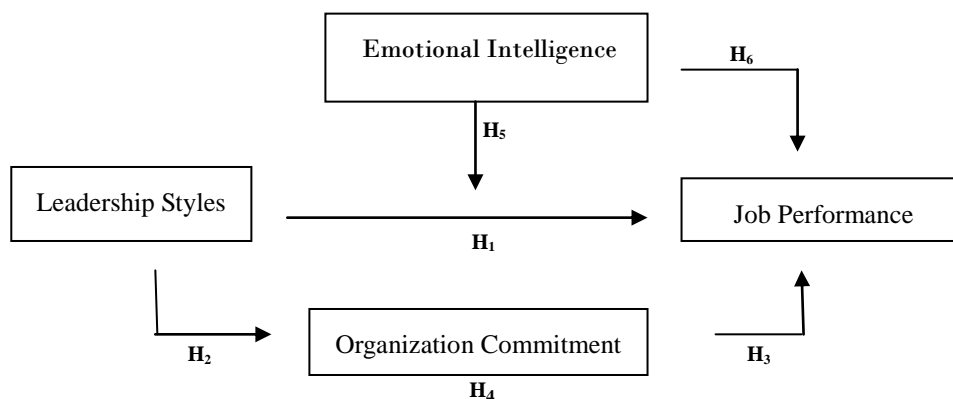 Emotional Intelligence
H₆
H₅
Leadership Styles
Job Performance
H₁
Organization Commitment
H₂
H₃
H₄